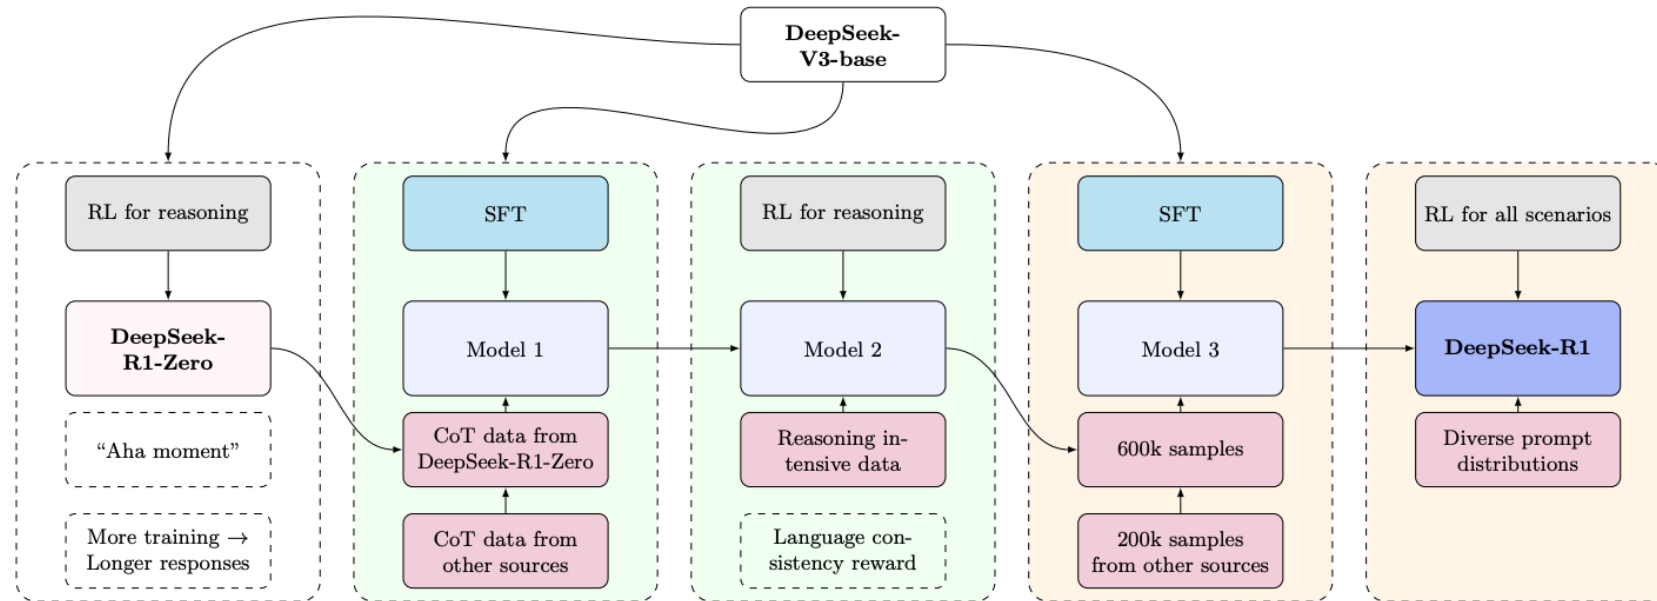 DeepSeek-
V3-base
RL for reasoning
SFT
RL for reasoning
SFT
RL for all scenarios
DeepSeek-
R1-Zero
Model 1
Model 2
Model 3
DeepSeek-R1
“Aha moment”
CoT data from
DeepSeek-R1-Zero
Reasoning in-
tensive data
600k samples
Diverse prompt
distributions
More training →
Longer responses
CoT data from
other sources
Language con-
sistency reward
200k samples
from other sources